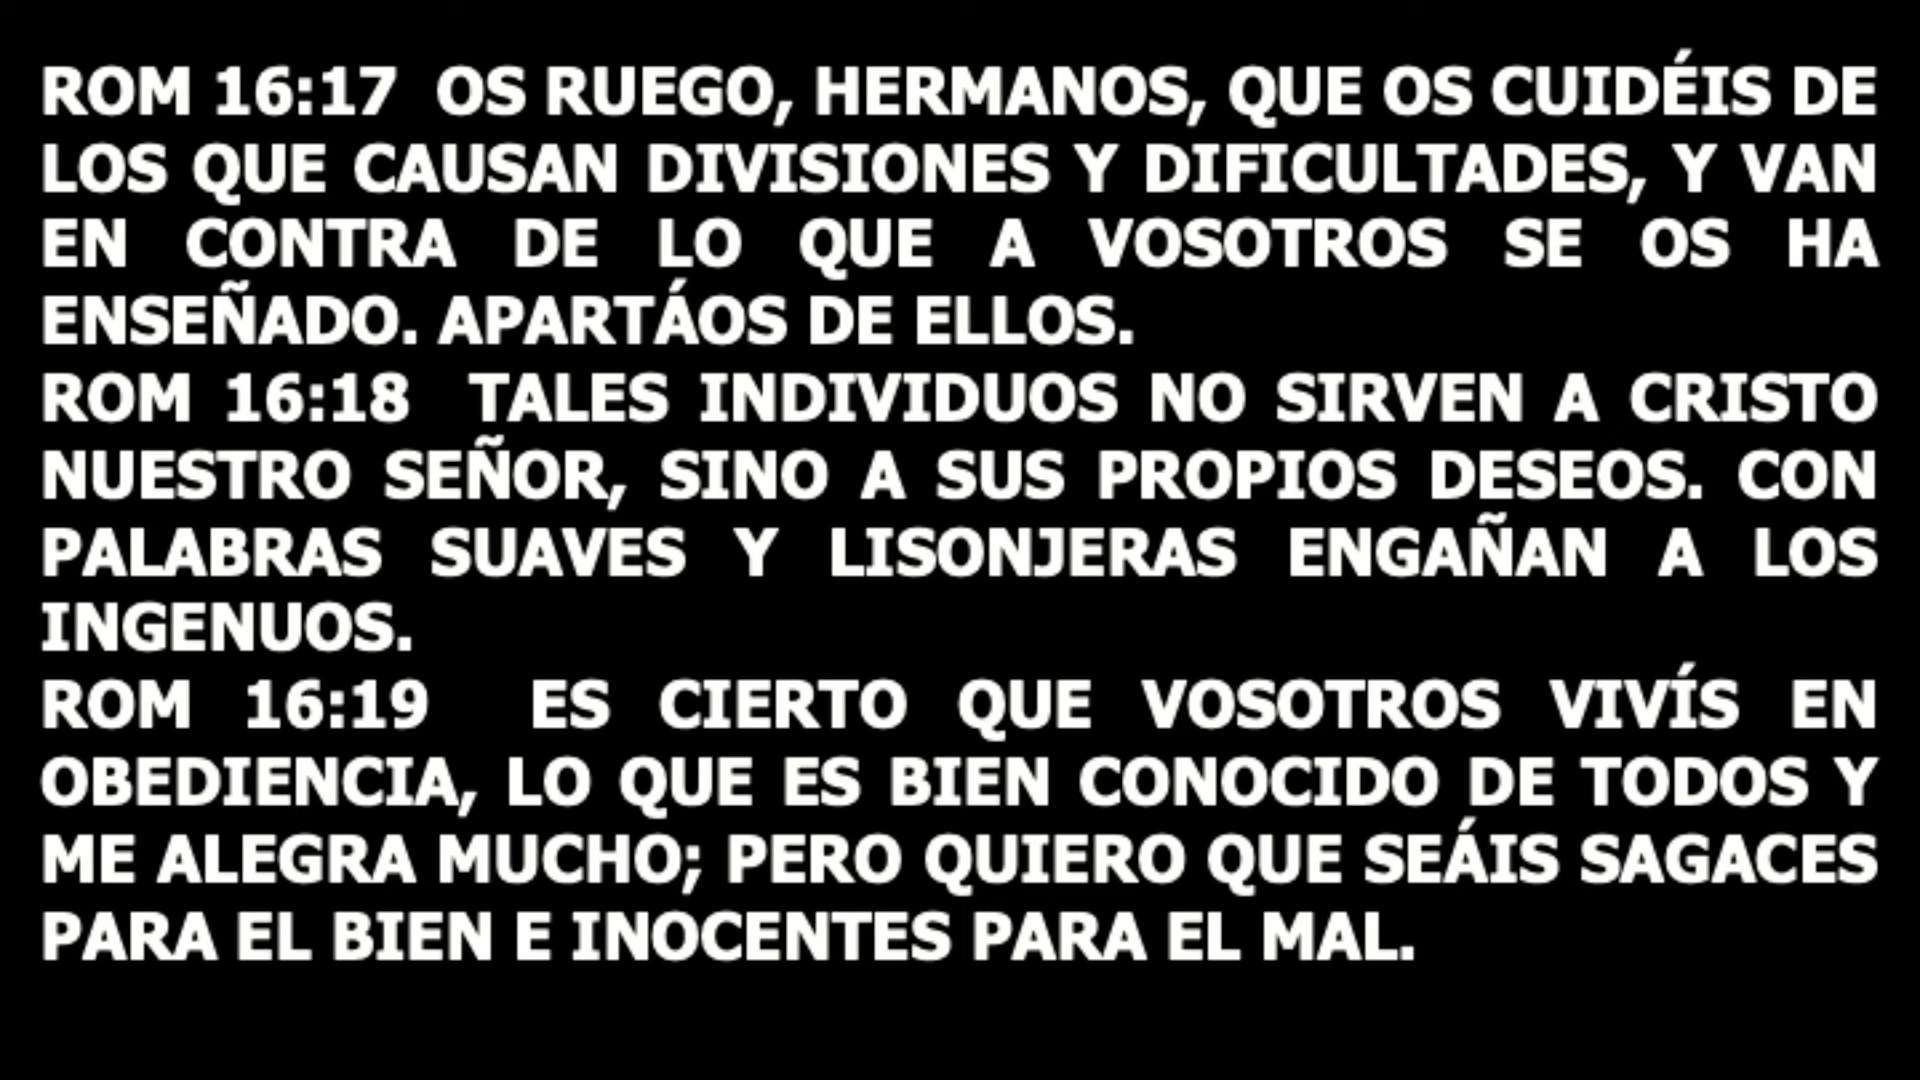 ROM 16:17 OS RUEGO, HERMANOS, QUE OS CUIDÉIS DE
LOS QUE CAUSAN DIVISIONES Y DIFICULTADES, Y VAN
EN CONTRA DE LO QUE A VOSOTROS SE OS HA
ENSEÑADO. APARTÁOS DE ELLOS.
ROM 16:18 TALES INDIVIDUOS NO SIRVEN A CRISTO
NUESTRO SEÑOR, SINO A SUS PROPIOS DESEOS. CON
PALABRAS SUAVES Y LISONJERAS ENGAÑAN A LOS
INGENUOS.
ROM 16:19 ES CIERTO QUE VOSOTROS VIVÍS EN
OBEDIENCIA, LO QUE ES BIEN CONOCIDO DE TODOS Y
ME ALEGRA MUCHO; PERO QUIERO QUE SEÁIS SAGACES
PARA EL BIEN E INOCENTES PARA EL MAL.